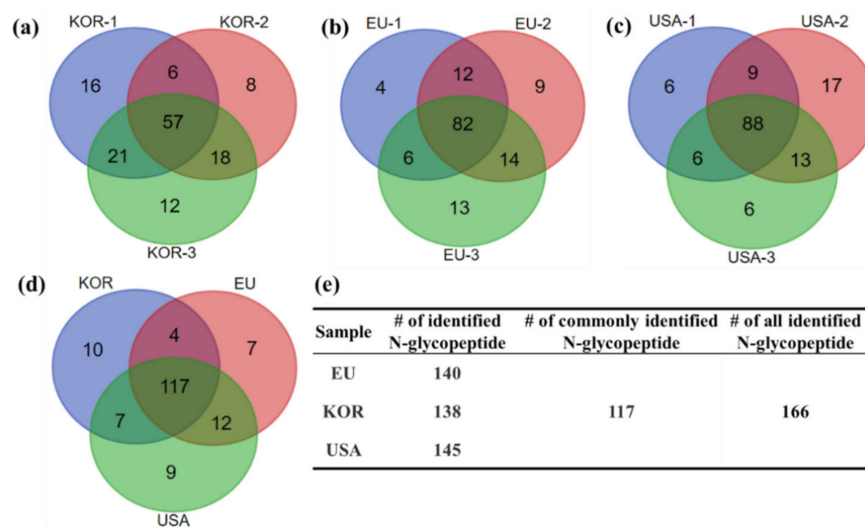 (a)
KOR-1
KOR-2
16
6
8
57
21
18
12
KOR-3
(b)
EU-1
EU-2
4
12
9
82
6
14
13
EU-3
(c)
USA-1
USA-2
6
9
17
88
6
13
6
USA-3
(d)
KOR
EU
10
4
7
117
7
12
9
USA
(e)
Sample # of identified N-glycopeptide # of commonly identified N-glycopeptide # of all identified N-glycopeptide
EU 140
KOR 138 117 166
USA 145